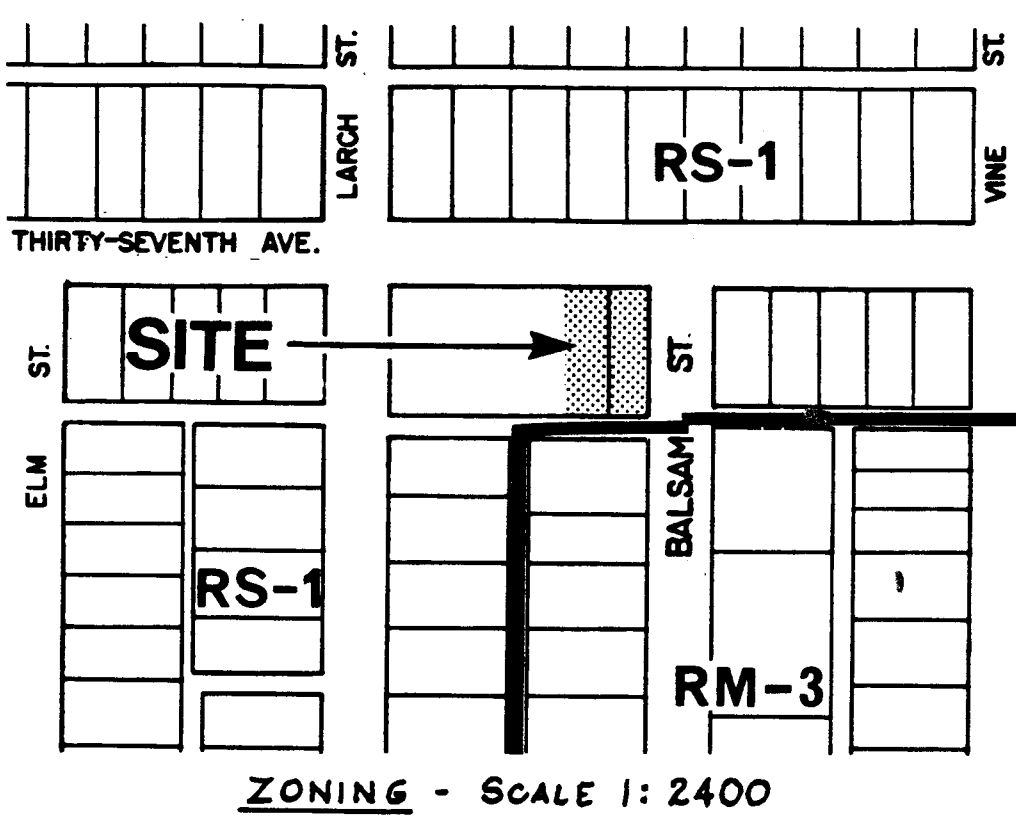 ST.
ST.
LARCH
RS-1
VINE
THIRTY-SEVENTH AVE.
SITE
ST.
ST.
ELM
BALSAM
RS-1
RM-3
ZONING - SCALE 1: 2400